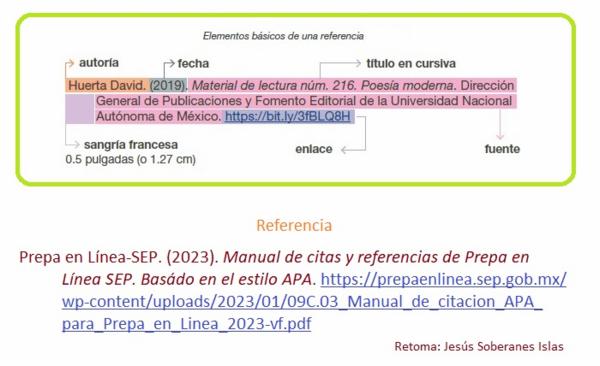 Elementos básicos de una referencia
autoría fecha título en cursiva
Huerta David. (2019). Material de lectura núm. 216. Poesía moderna. Dirección
General de Publicaciones y Fomento Editorial de la Universidad Nacional
Autónoma de México. https://bit.ly/3fBLQ8H
sangría francesa enlace fuente
0.5 pulgadas (o 1.27 cm)
Referencia
Prepa en Línea-SEP. (2023). Manual de citas y referencias de Prepa en
Línea SEP. Basádo en el estilo APA. https://prepaenlinea.sep.gob.mx/
wp-content/uploads/2023/01/09C.03_Manual_de_citacion_APA_
para_Prepa_en_Linea_2023-vf.pdf
Retoma: Jesús Soberanes Islas